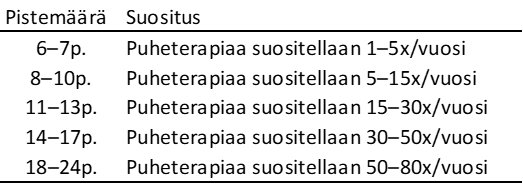 Pistemäärä Suositus
6–7p. Puheterapiaa suositellaan 1–5x/vuosi
8–10p. Puheterapiaa suositellaan 5–15x/vuosi
11–13p. Puheterapiaa suositellaan 15–30x/vuosi
14–17p. Puheterapiaa suositellaan 30–50x/vuosi
18–24p. Puheterapiaa suositellaan 50–80x/vuosi